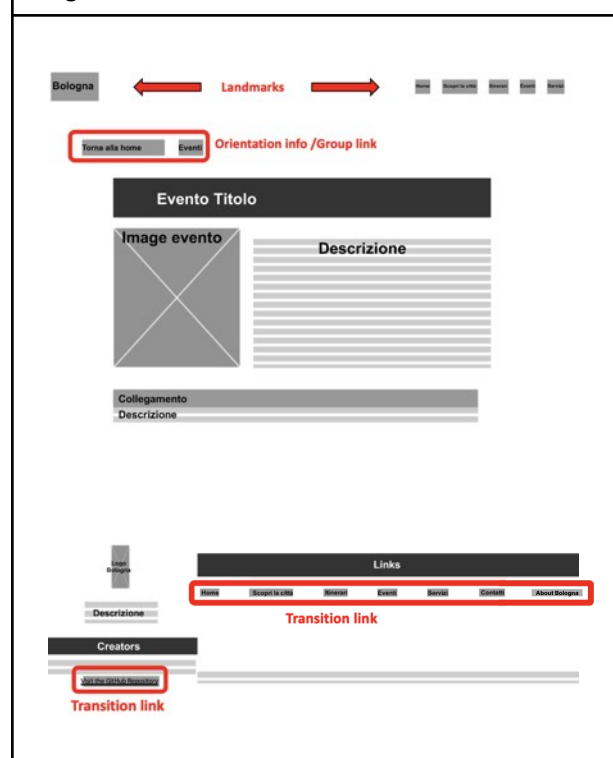 Bologna
Landmarks
Home Scopri la città Itinerari Eventi Servizi
Torna alla home Eventi
Orientation info /Group link
Evento Titolo
Image evento
Descrizione
Collegamento
Descrizione
Logo
Bologna
Links
Home Scopri la città Itinerari Eventi Servizi Contatti About Bologna
Descrizione
Transition link
Creators
Visit the GitHub Repository
Transition link